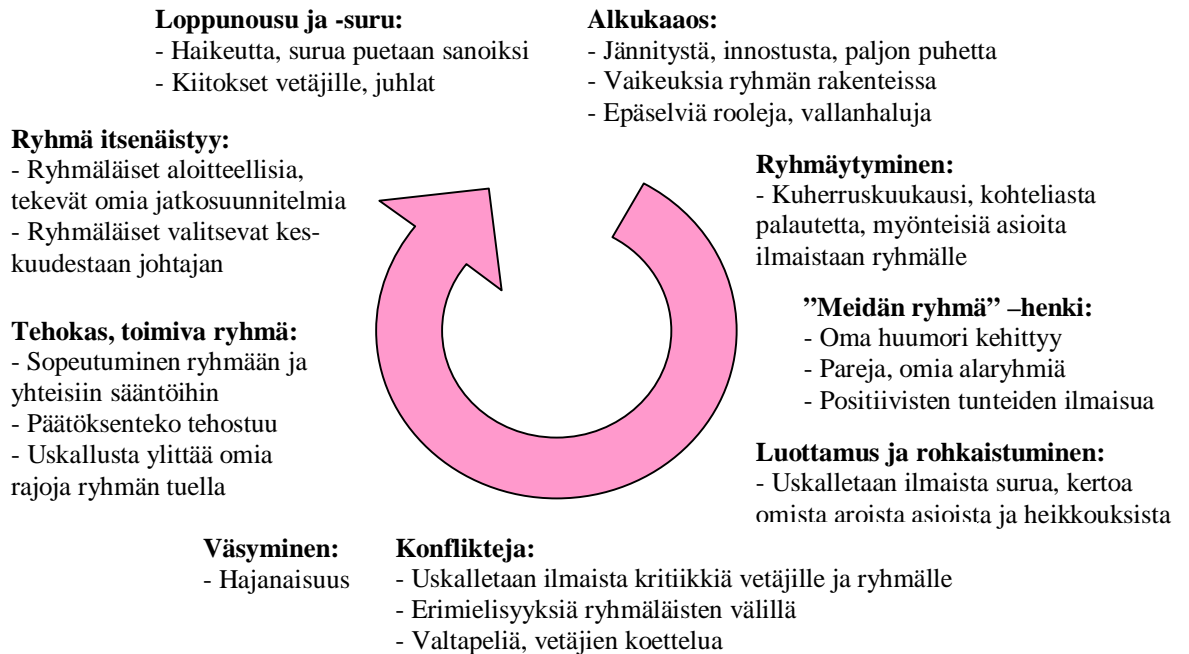 Alkukaaos:
- Jännitystä, innostusta, paljon puhetta
- Vaikeuksia ryhmän rakenteissa
- Epäselviä rooleja, vallanhaluja
Ryhmäytyminen:
- Kuherruskuukausi, kohteliasta
palautetta, myönteisiä asioita
ilmaistaan ryhmälle
”Meidän ryhmä” –henki:
- Oma huumori kehittyy
- Pareja, omia alaryhmiä
- Positiivisten tunteiden ilmaisua
Luottamus ja rohkaistuminen:
- Uskalletaan ilmaista surua, kertoa
omista aroista asioista ja heikkouksista
Konflikteja:
- Uskalletaan ilmaista kritiikkiä vetäjille ja ryhmälle
- Erimielisyyksiä ryhmäläisten välillä
- Valtapeliä, vetäjien koettelua
Väsyminen:
- Hajanaisuus
Tehokas, toimiva ryhmä:
- Sopeutuminen ryhmään ja
yhteisiin sääntöihin
- Päätöksenteko tehostuu
- Uskallusta ylittää omia
rajoja ryhmän tuella
Ryhmä itsenäistyy:
- Ryhmäläiset aloitteellisia,
tekevät omia jatkosuunnitelmia
- Ryhmäläiset valitsevat kes-
kuudestaan johtajan
Loppunousu ja -suru:
- Haikeutta, surua puetaan sanoiksi
- Kiitokset vetäjille, juhlat